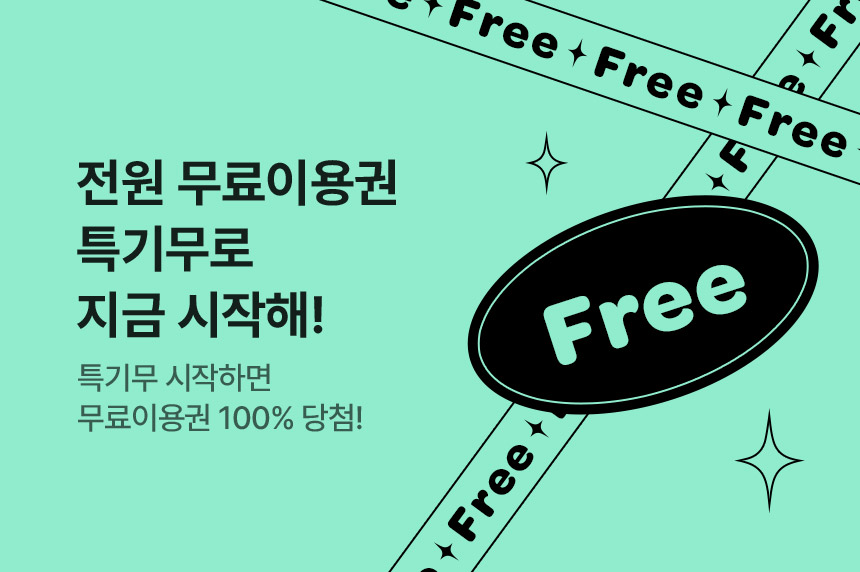 e Free Free Free
Fr
e
F
전원 무료이용권
특기무로
지금 시작해!
Free
특기무 시작하면
무료이용권 100% 당첨!
Free
e